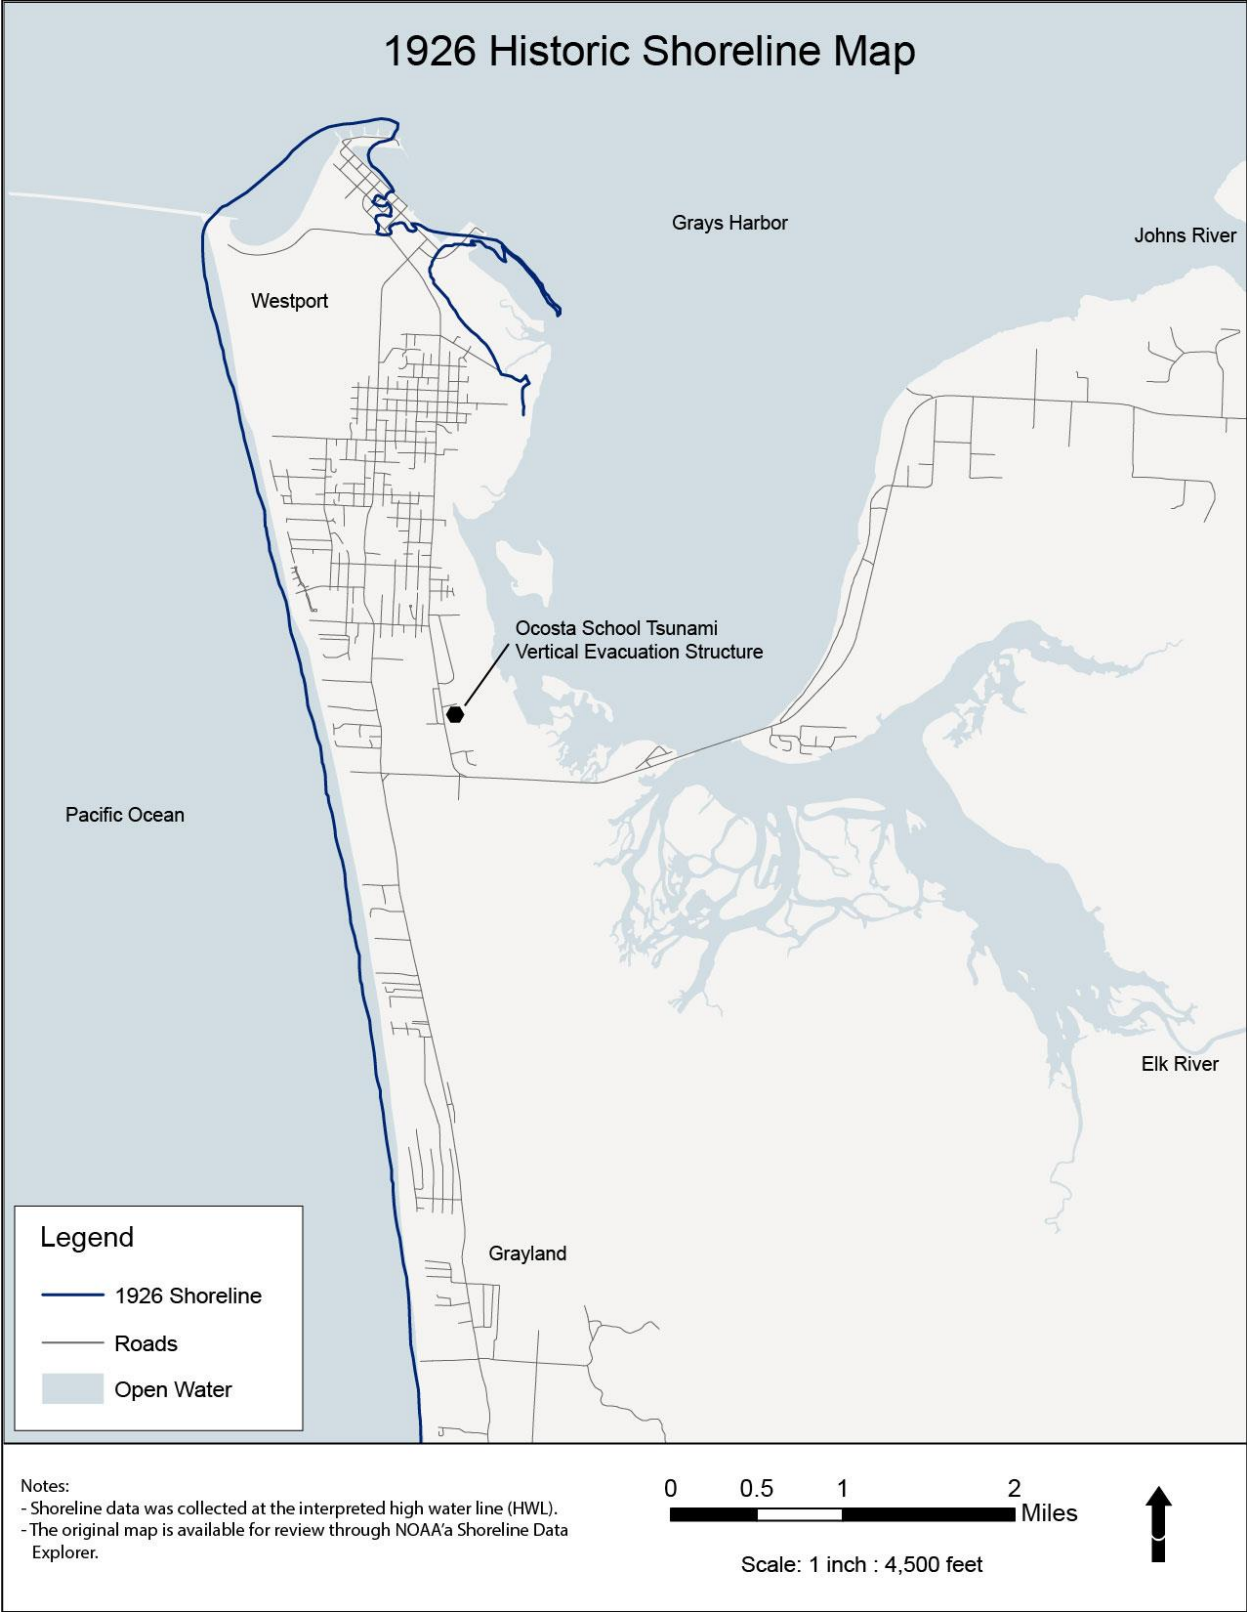 1926 Historic Shoreline Map
Grays Harbor
Johns River
Westport
Ocosta School Tsunami
Vertical Evacuation Structure
Pacific Ocean
Elk River
Grayland
Legend
1926 Shoreline
Roads
Open Water
Notes:
- Shoreline data was collected at the interpreted high water line (HWL).
- The original map is available for review through NOAA'a Shoreline Data
Explorer.
0 0.5 1 2
Miles
Scale: 1 inch : 4,500 feet